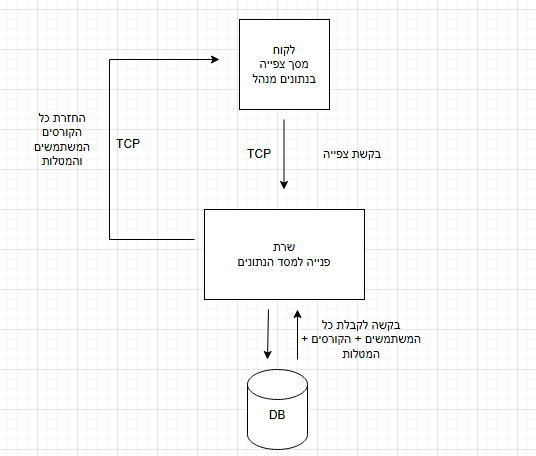 לקוח
מסך צפייה
בנתונים מנהל
החזרת כל
הקורסים
המשתמשים
והמטלות
TCP
TCP
בקשת צפייה
שרת
פנייה למסד הנתונים
בקשה לקבלת כל
המשתמשים + הקורסים +
המטלות
DB